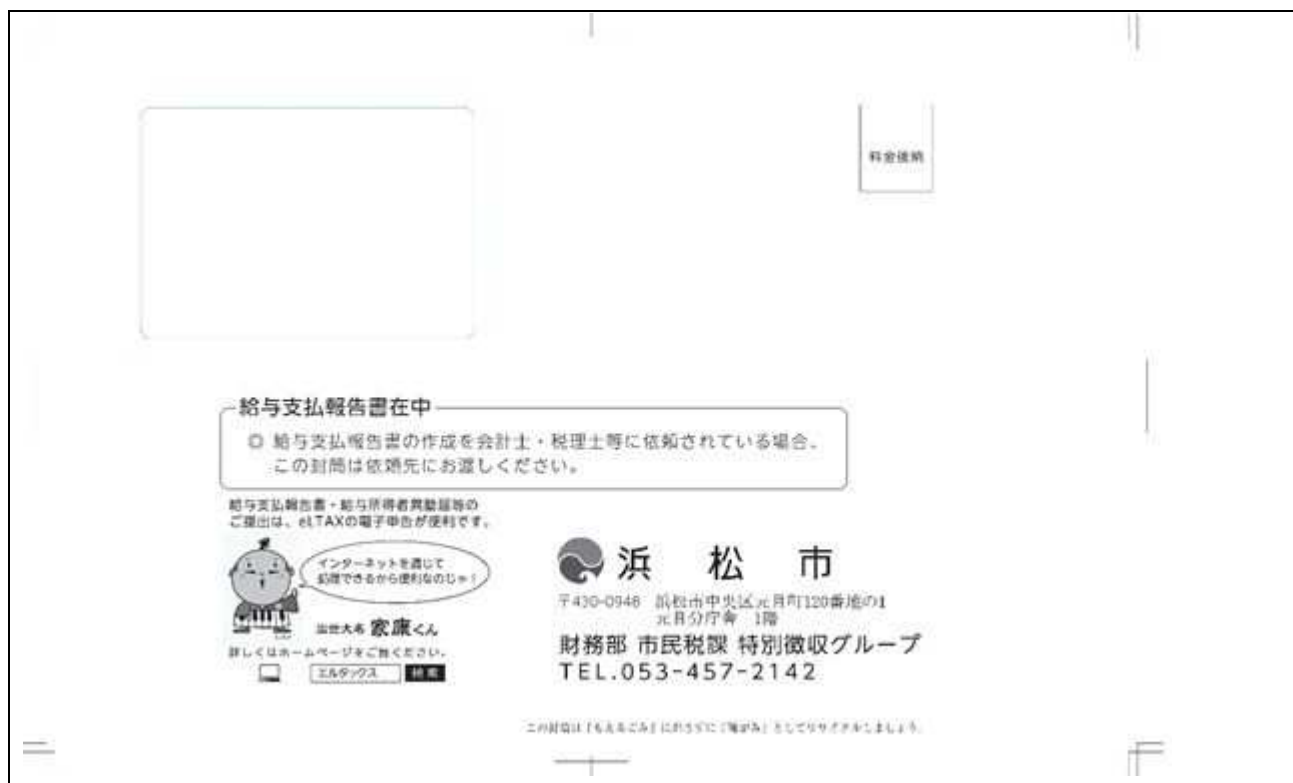 料金後納
給与支払報告書在中
◎ 給与支払報告書の作成を会計士・税理士等に依頼されている場合、
この封筒は依頼先にお渡しください。
給与支払報告書・給与所得者異動届等の
ご提出は、eLTAXの電子申告が便利です。
インターネットを通じて
処理できるから便利なのじゃ！
出世大名 家康くん
詳しくはホームページをご覧ください。
エルタックス 検索
浜 松 市
〒430-0948 浜松市中央区元目町120番地の1
元目分庁舎 1階
財務部 市民税課 特別徴収グループ
TEL.053-457-2142
この封筒は「もえるごみ」に出さずに「雑がみ」としてリサイクルしましょう。